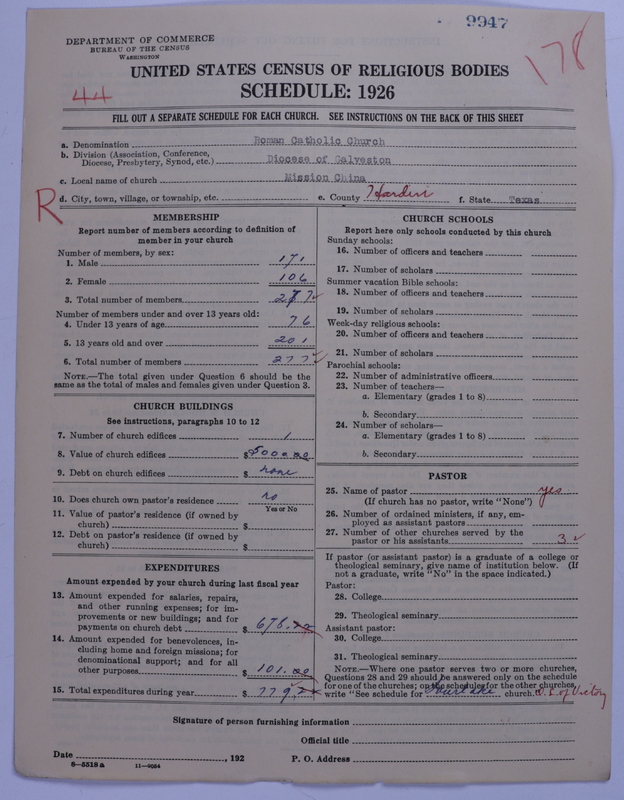 9947
DEPARTMENT OF COMMERCE
BUREAU OF THE CENSUS
WASHINGTON
178
44
UNITED STATES CENSUS OF RELIGIOUS BODIES
SCHEDULE: 1926
FILL OUT A SEPARATE SCHEDULE FOR EACH CHURCH. SEE INSTRUCTIONS ON THE BACK OF THIS SHEET
a. Denomination Roman Catholic Church
b. Division (Association, Conference, Diocese, Presbytery, Synod, etc.) Diocese of Galveston
c. Local name of church Mission China
R
d. City, town, village, or township, etc. e. County Hardin f. State Texas
MEMBERSHIP
Report number of members according to definition of
member in your church
Number of members, by sex:
1. Male 171
2. Female 106
3. Total number of members 277
Number of members under and over 13 years old:
4. Under 13 years of age 76
5. 13 years old and over 201
6. Total number of members 277
NOTE.—The total given under Question 6 should be the
same as the total of males and females given under Question 3.
CHURCH BUILDINGS
See instructions, paragraphs 10 to 12
7. Number of church edifices 1
8. Value of church edifices $
9. Debt on church edifices $ none
10. Does church own pastor's residence no
Yes or No
11. Value of pastor's residence (if owned by
church) $
12. Debt on pastor's residence (if owned by
church) $
EXPENDITURES
Amount expended by your church during last fiscal year
13. Amount expended for salaries, repairs,
and other running expenses; for im-
provements or new buildings; and for
payments on church debt $ 678.
14. Amount expended for benevolences, in-
cluding home and foreign missions; for
denominational support; and for all
other purposes $ 101.00
15. Total expenditures during year $ 779.
CHURCH SCHOOLS
Report here only schools conducted by this church
Sunday schools:
16. Number of officers and teachers
17. Number of scholars
Summer vacation Bible schools:
18. Number of officers and teachers
19. Number of scholars
Week-day religious schools:
20. Number of officers and teachers
21. Number of scholars
Parochial schools:
22. Number of administrative officers
23. Number of teachers—
a. Elementary (grades 1 to 8)
b. Secondary
24. Number of scholars—
a. Elementary (grades 1 to 8)
b. Secondary
PASTOR
25. Name of pastor yes
(If church has no pastor, write "None")
26. Number of ordained ministers, if any, em-
ployed as assistant pastors
27. Number of other churches served by the
pastor or his assistants 3
If pastor (or assistant pastor) is a graduate of a college or
theological seminary, give name of institution below. (If
not a graduate, write "No" in the space indicated.)
Pastor:
28. College
29. Theological seminary
Assistant pastor:
30. College
31. Theological seminary
NOTE.—Where one pastor serves two or more churches,
Questions 28 and 29 should be answered only on the schedule
for one of the churches; on the schedules for the other churches,
write "See schedule for Sourlake church." O. L. of Victory
Signature of person furnishing information
Official title
Date , 192 P. O. Address
8-5518a 11-9084